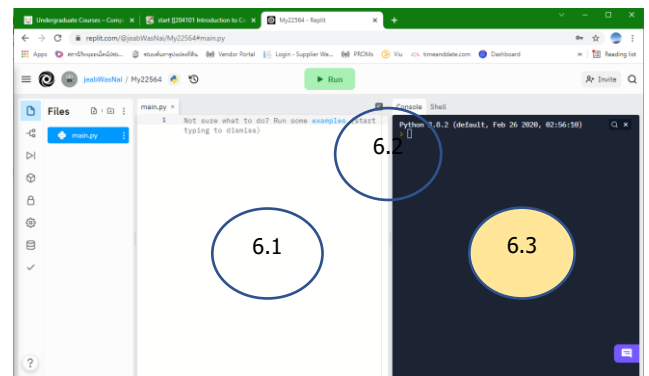 Undergraduate Courses – Comp
start [[204101 Introduction to Co
My22564 - Replit
replit.com/@jeabWasNai/My22564#main.py
Apps
Vendor Portal
Login - Supplier We...
PROMs
Viu
timeanddate.com
Dashboard
Reading list
jeabWasNai / My22564
Run
Invite
Files
main.py
main.py
1 Not sure what to do? Run some examples (start
typing to dismiss)
Console Shell
Python 3.8.2 (default, Feb 26 2020, 02:56:10)
6.1
6.2
6.3
?